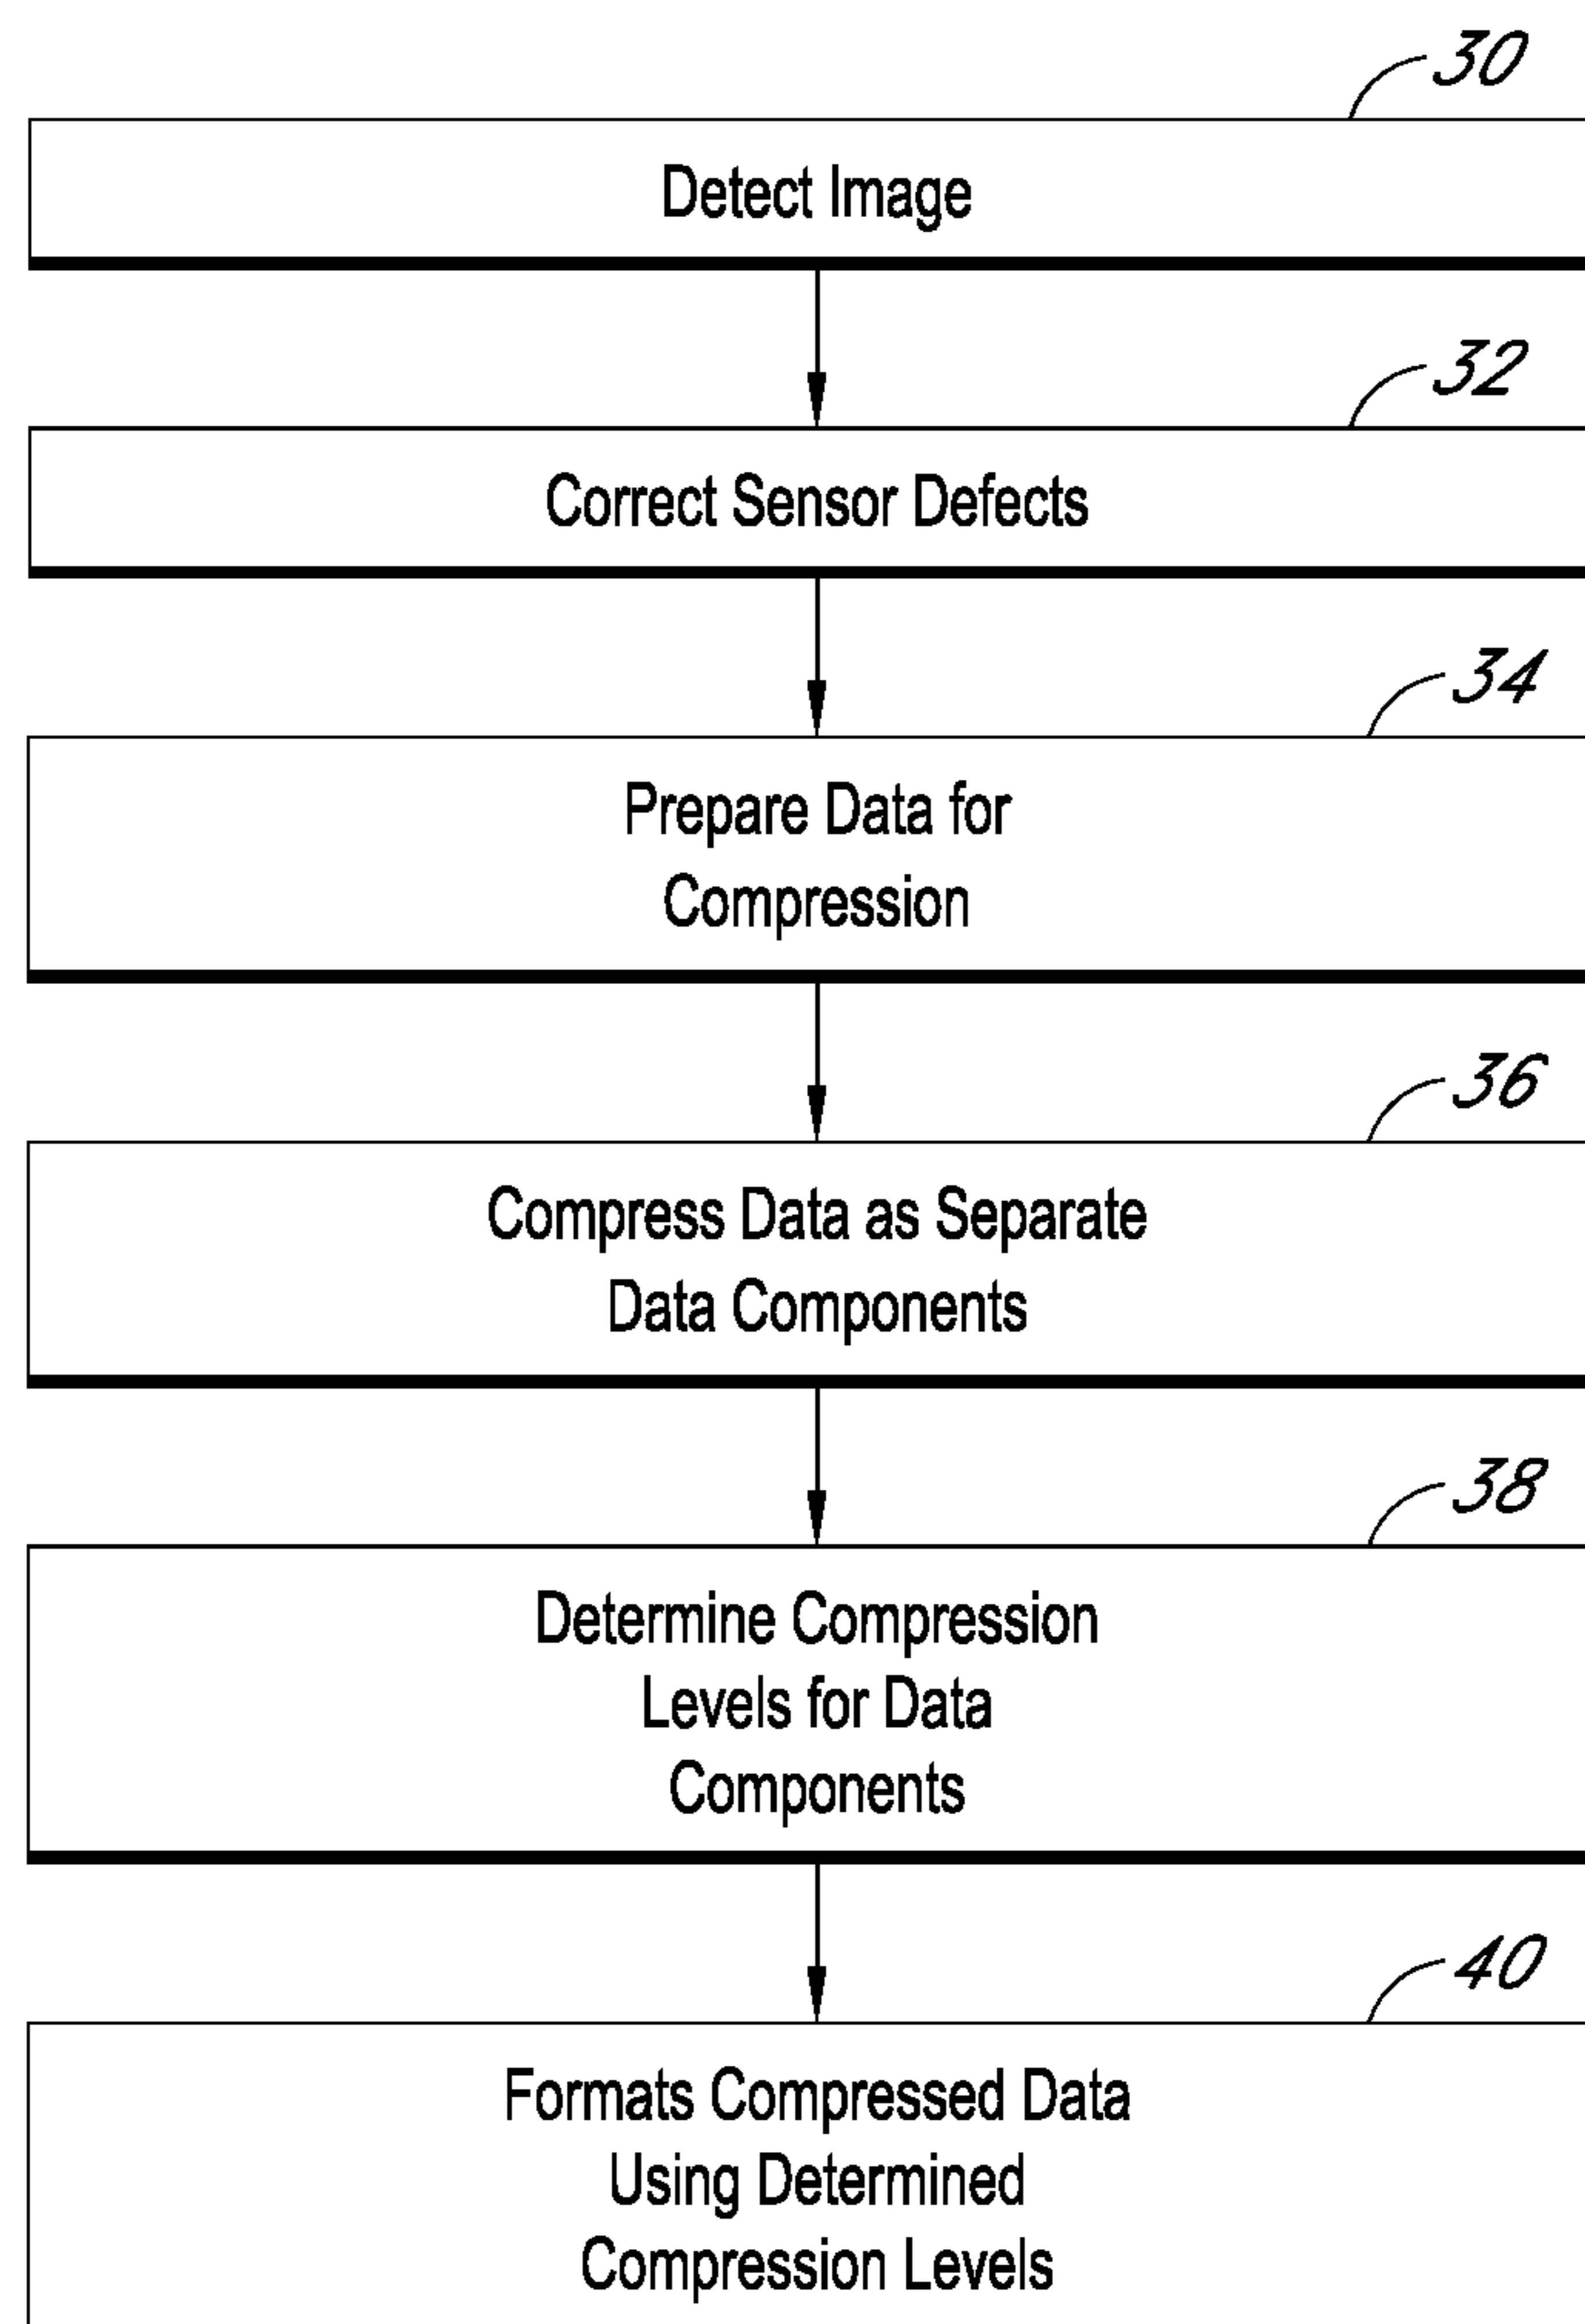 30
Detect Image
32
Correct Sensor Defects
34
Prepare Data for
Compression
36
Compress Data as Separate
Data Components
38
Determine Compression
Levels for Data
Components
40
Formats Compressed Data
Using Determined
Compression Levels